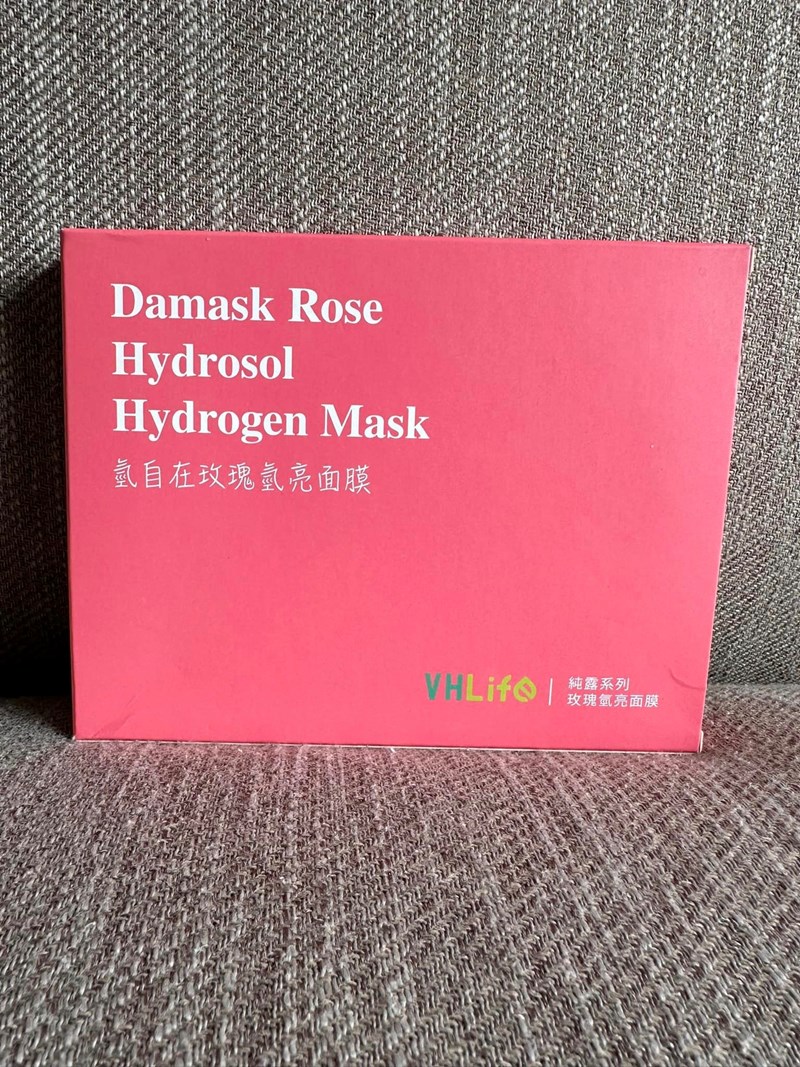 Damask Rose
Hydrosol
Hydrogen Mask
氫自在玫瑰氫亮面膜
VHLife
純露系列
玫瑰氫亮面膜